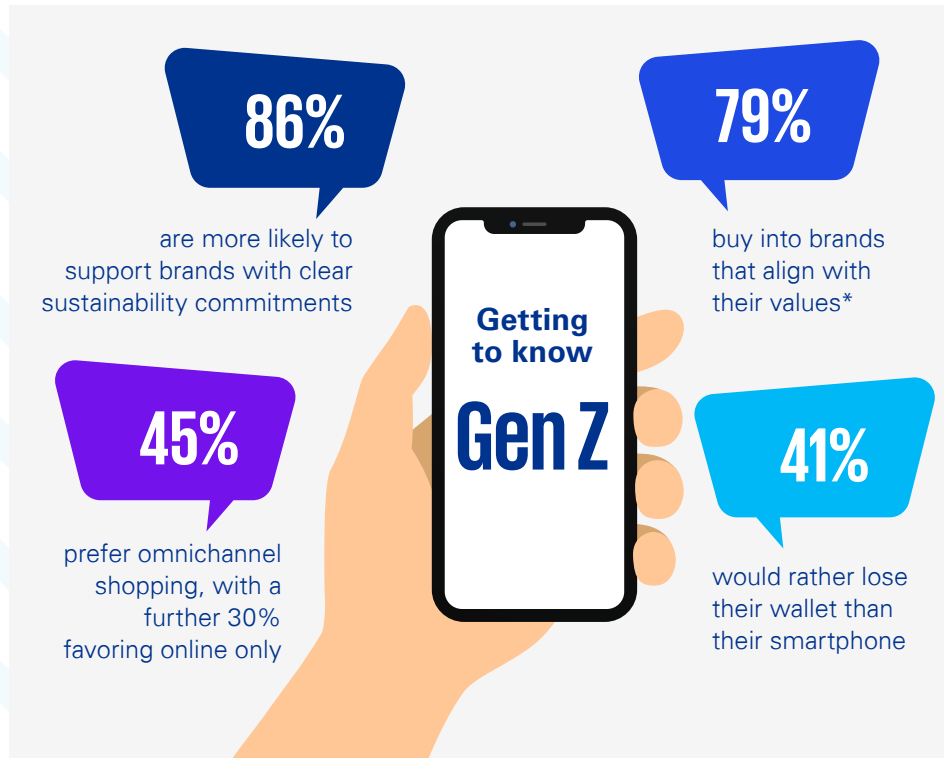 86%
are more likely to
support brands with clear
sustainability commitments
79%
buy into brands
that align with
their values*
Getting
to know
Gen Z
45%
prefer omnichannel
shopping, with a
further 30%
favoring online only
41%
would rather lose
their wallet than
their smartphone